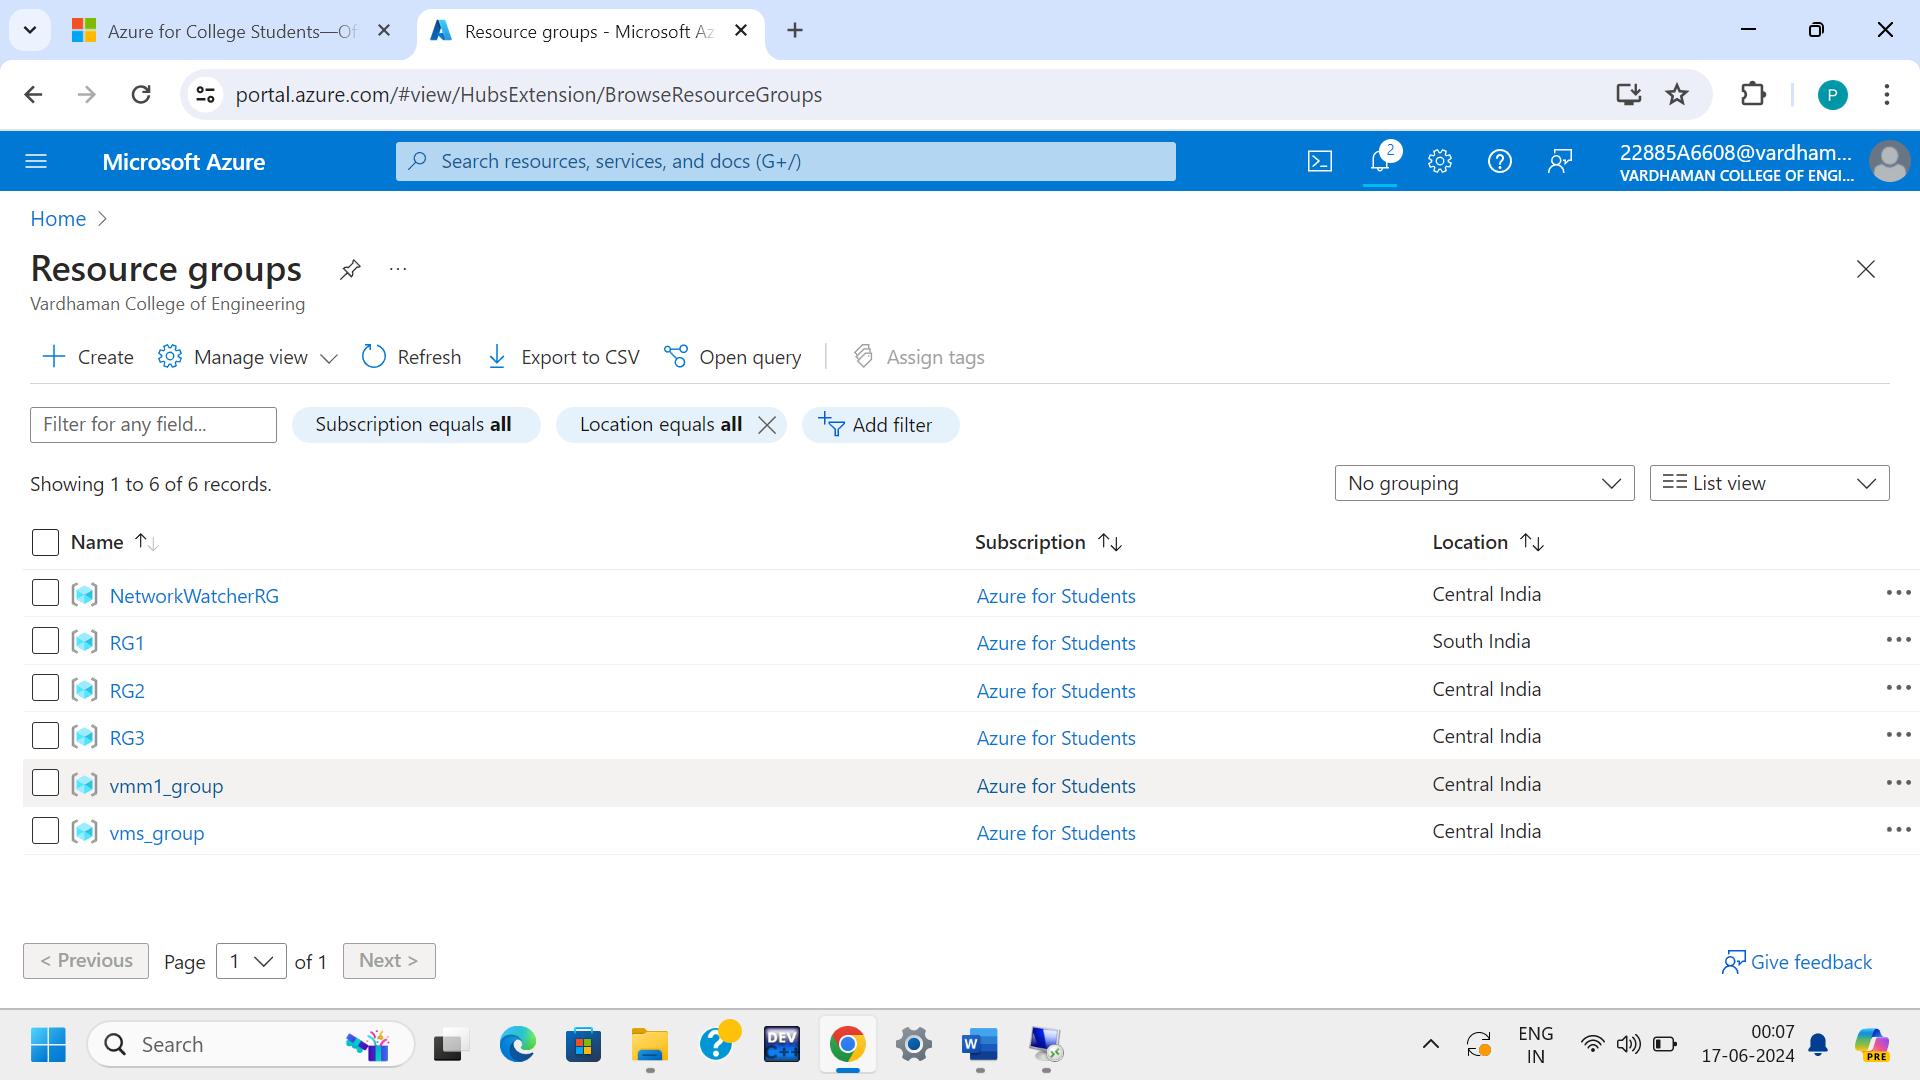 Azure for College Students—Of
Resource groups - Microsoft Az
portal.azure.com/#view/HubsExtension/BrowseResourceGroups
P
Microsoft Azure
Search resources, services, and docs (G+/)
2
22885A6608@vardham...
VARDHAMAN COLLEGE OF ENGI...
Home
Resource groups
...
Vardhaman College of Engineering
Create
Manage view
Refresh
Export to CSV
Open query
Assign tags
Filter for any field...
Subscription equals all
Location equals all
Add filter
Showing 1 to 6 of 6 records.
No grouping
List view
Name Subscription Location
NetworkWatcherRG Azure for Students Central India
RG1 Azure for Students South India
RG2 Azure for Students Central India
RG3 Azure for Students Central India
vmm1_group Azure for Students Central India
vms_group Azure for Students Central India
< Previous Page 1 of 1 Next >
Give feedback
Search
DEV
C++
W
ENG
IN
00:07
17-06-2024
PRE